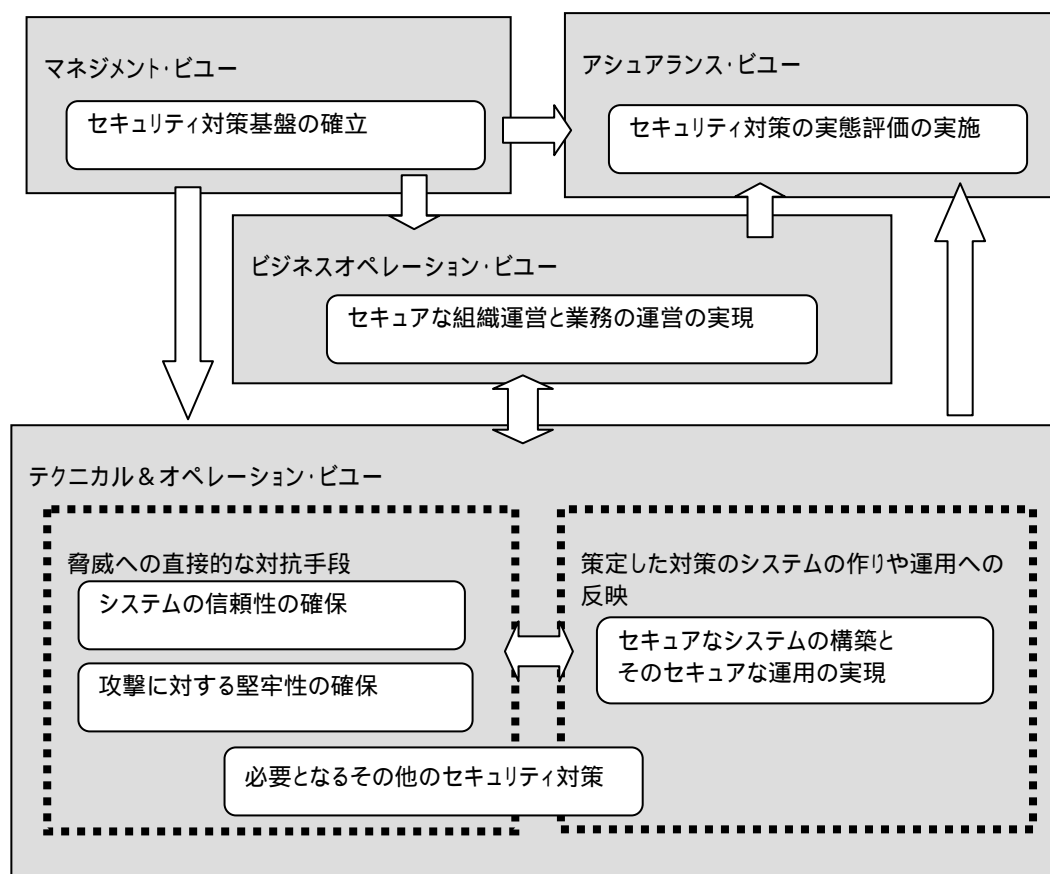 マネジメント・ビュー
セキュリティ対策基盤の確立
アシュアランス・ビュー
セキュリティ対策の実態評価の実施
ビジネスオペレーション・ビュー
セキュアな組織運営と業務の運営の実現
テクニカル＆オペレーション・ビュー
脅威への直接的な対抗手段
システムの信頼性の確保
攻撃に対する堅牢性の確保
策定した対策のシステムの作りや運用への
反映
セキュアなシステムの構築と
そのセキュアな運用の実現
必要となるその他のセキュリティ対策